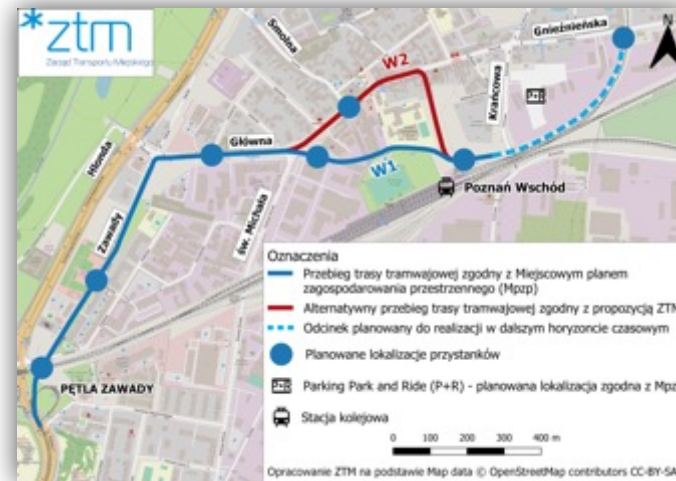 *ztm
Zarząd Transportu Miejskiego
Gnieźnieńska
N
Smolna
W2
Krańcowa
P+R
Hlonda
Główna
W1
Poznań Wschód
Zawady
św. Michała
PĘTLA ZAWADY
Oznaczenia
Przebieg trasy tramwajowej zgodny z Miejscowym planem
zagospodarowania przestrzennego (Mpzp)
Alternatywny przebieg trasy tramwajowej zgodny z propozycją ZTM
Odcinek planowany do realizacji w dalszym horyzoncie czasowym
Planowane lokalizacje przystanków
P+R Parking Park and Ride (P+R) - planowana lokalizacja zgodna z Mpz
Stacja kolejowa
0 100 200 300 400 m
Opracowanie ZTM na podstawie Map data © OpenStreetMap contributors CC-BY-SA